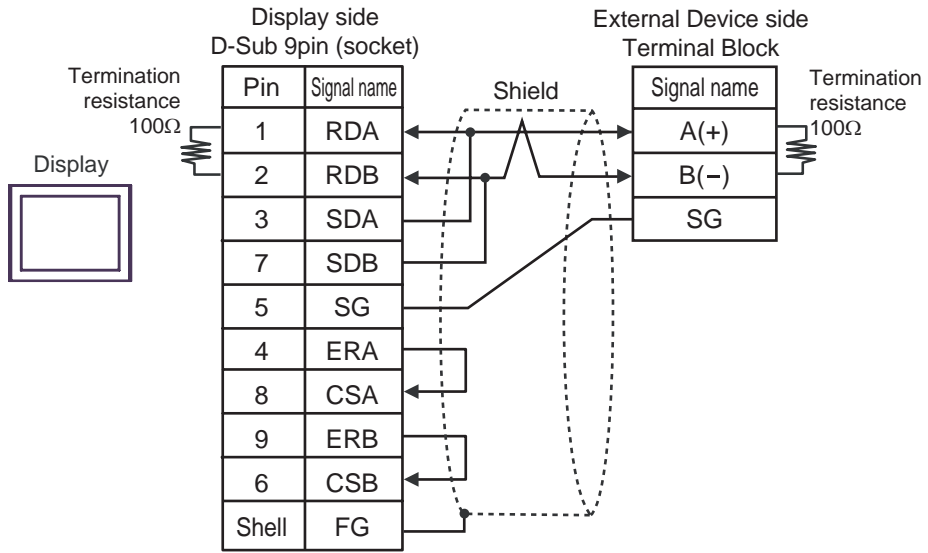 Display side
D-Sub 9pin (socket)
External Device side
Terminal Block
Termination
resistance
100Ω
Pin Signal name
Shield
Signal name
Termination
resistance
100Ω
1 RDA
A(+)
Display
2 RDB
B(−)
3 SDA
SG
7 SDB
5 SG
4 ERA
8 CSA
9 ERB
6 CSB
Shell FG